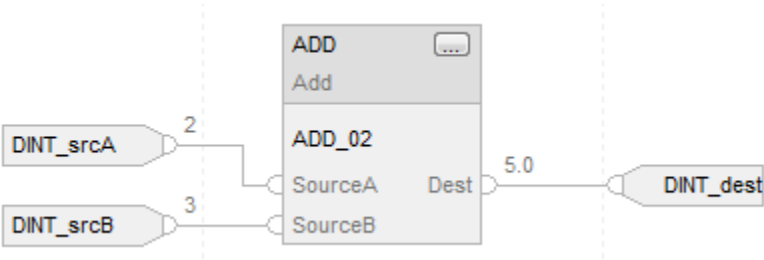 ADD ...
Add
2
DINT_srcA
ADD_02
5.0
SourceA Dest
DINT_dest
3
DINT_srcB
SourceB